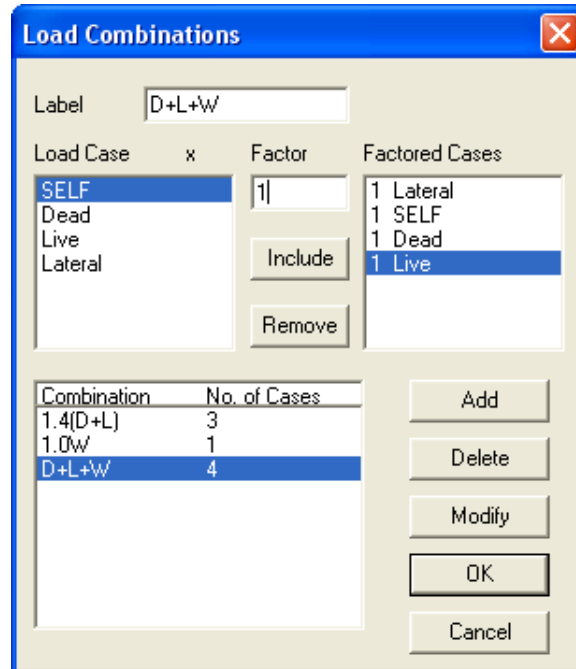 Load Combinations
Label D+L+W
Load Case x Factor Factored Cases
SELF 1 1 Lateral
Dead 1 SELF
Live 1 Dead
Lateral Include 1 Live
Remove
Combination No. of Cases Add
1.4(D+L) 3
1.0W 1 Delete
D+L+W 4
Modify
OK
Cancel